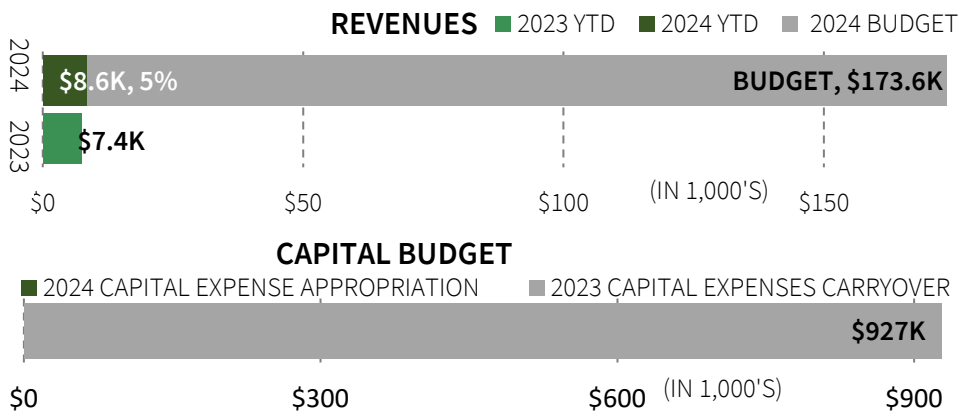 REVENUES 2023 YTD 2024 YTD 2024 BUDGET
2024
$8.6K, 5%
BUDGET, $173.6K
2023
$7.4K
$0 $50 $100 (IN 1,000'S) $150
CAPITAL BUDGET
2024 CAPITAL EXPENSE APPROPRIATION 2023 CAPITAL EXPENSES CARRYOVER
$927K
$0 $300 $600 (IN 1,000'S) $900